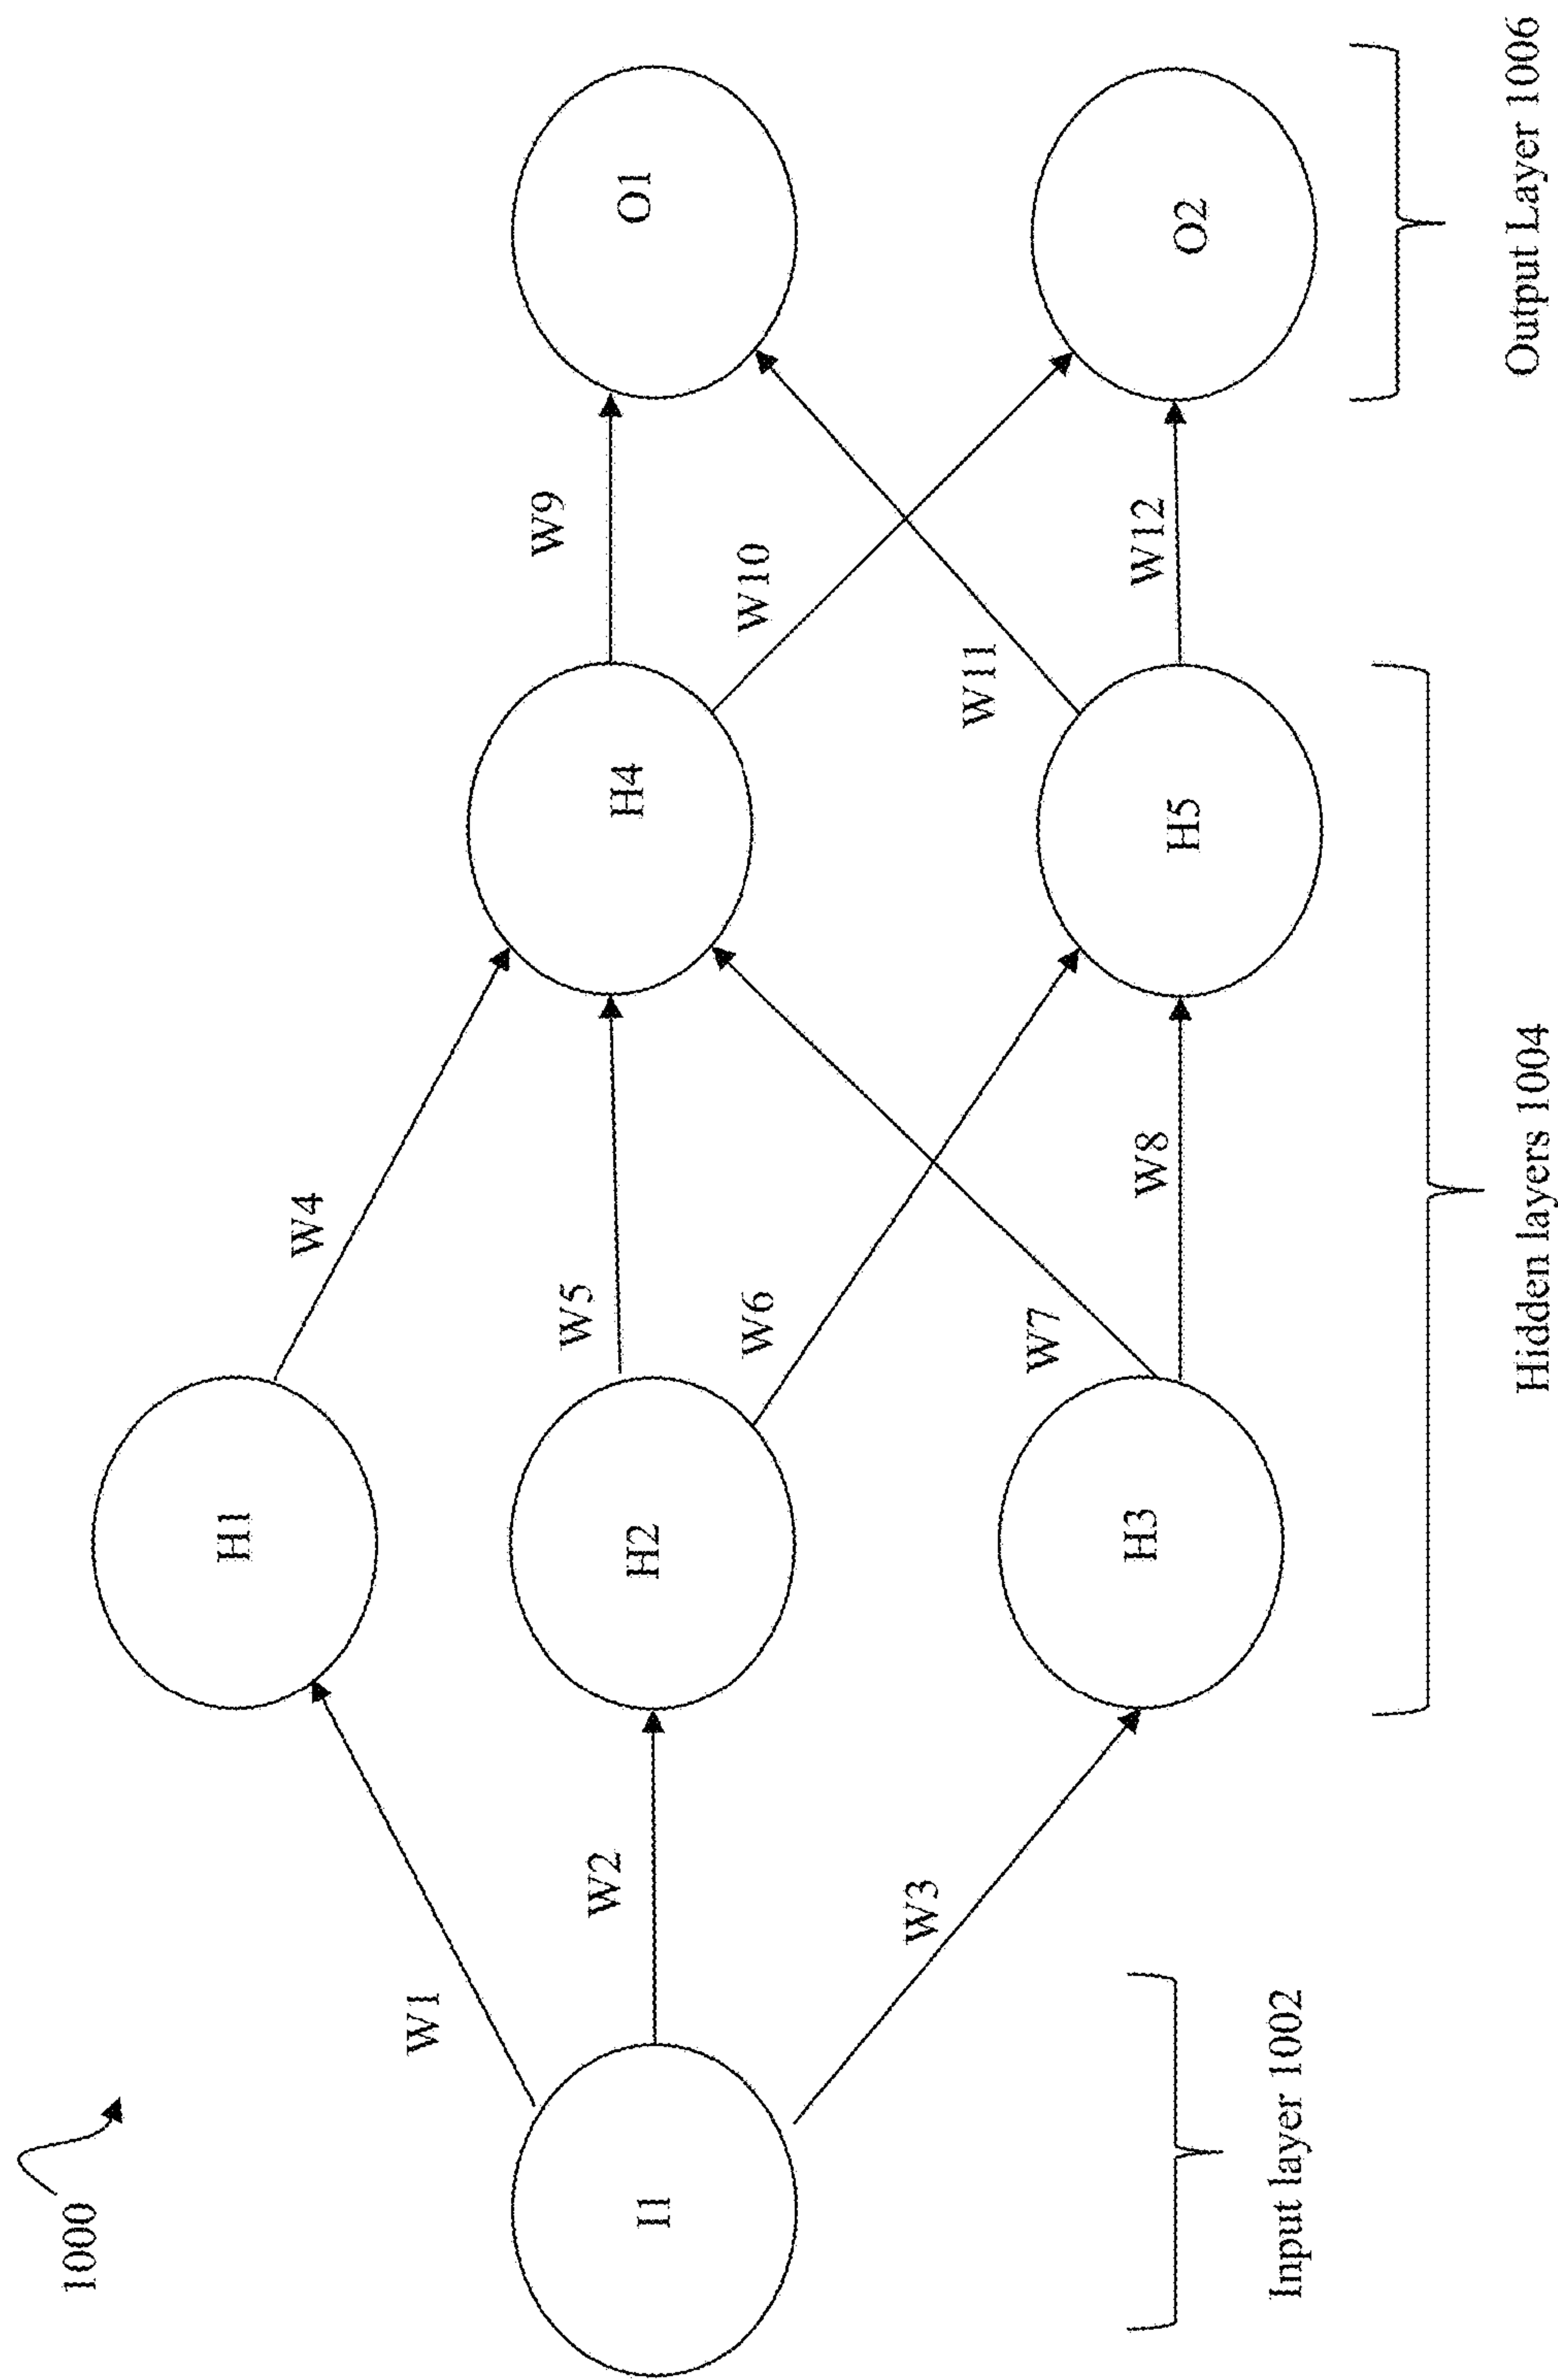 1000
I1
Input layer 1002
W1
W2
W3
H1
H2
H3
W4
W5
W6
W7
W8
H4
H5
Hidden layers 1004
W9
W10
W11
W12
O1
O2
Output Layer 1006